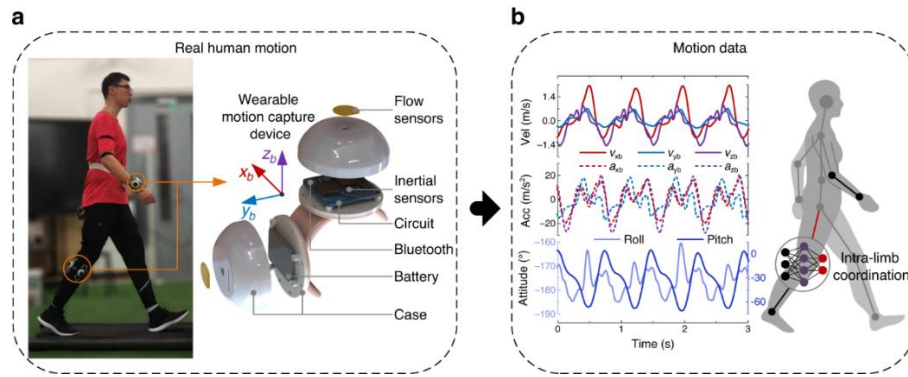 a
Real human motion
Wearable
motion capture
device
z_b
x_b
y_b
Flow
sensors
Inertial
sensors
Circuit
Bluetooth
Battery
Case
b
Motion data
Vel (m/s)
1.4
0.0
−1.4
v_xb v_yb v_zb
a_xb a_yb a_zb
Acc (m/s²)
20
0
−20
Roll Pitch
Attitude (°)
−160
−170
−180
−190
0
−30
−60
0 1 2 3
Time (s)
Intra-limb
coordination